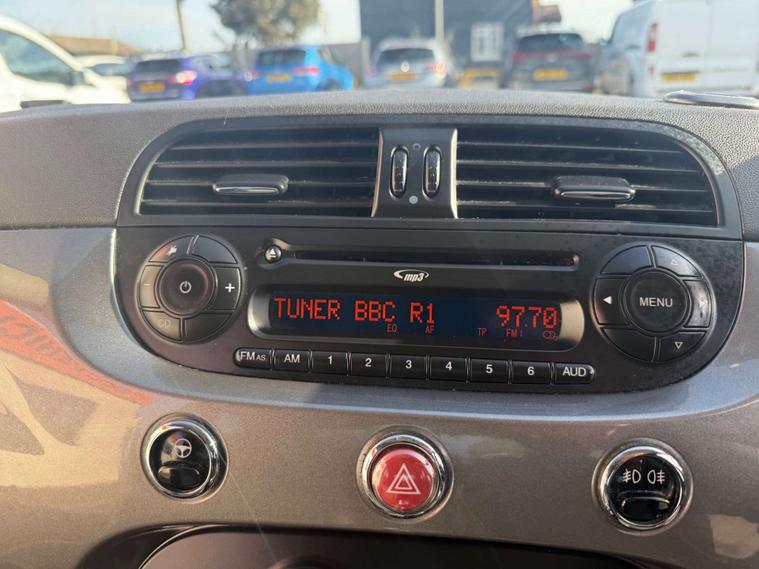 mp3
TUNER BBC R1 97.70
EQ AF TP FM1
FM AS. AM 1 2 3 4 5 6 AUD
MENU
CD